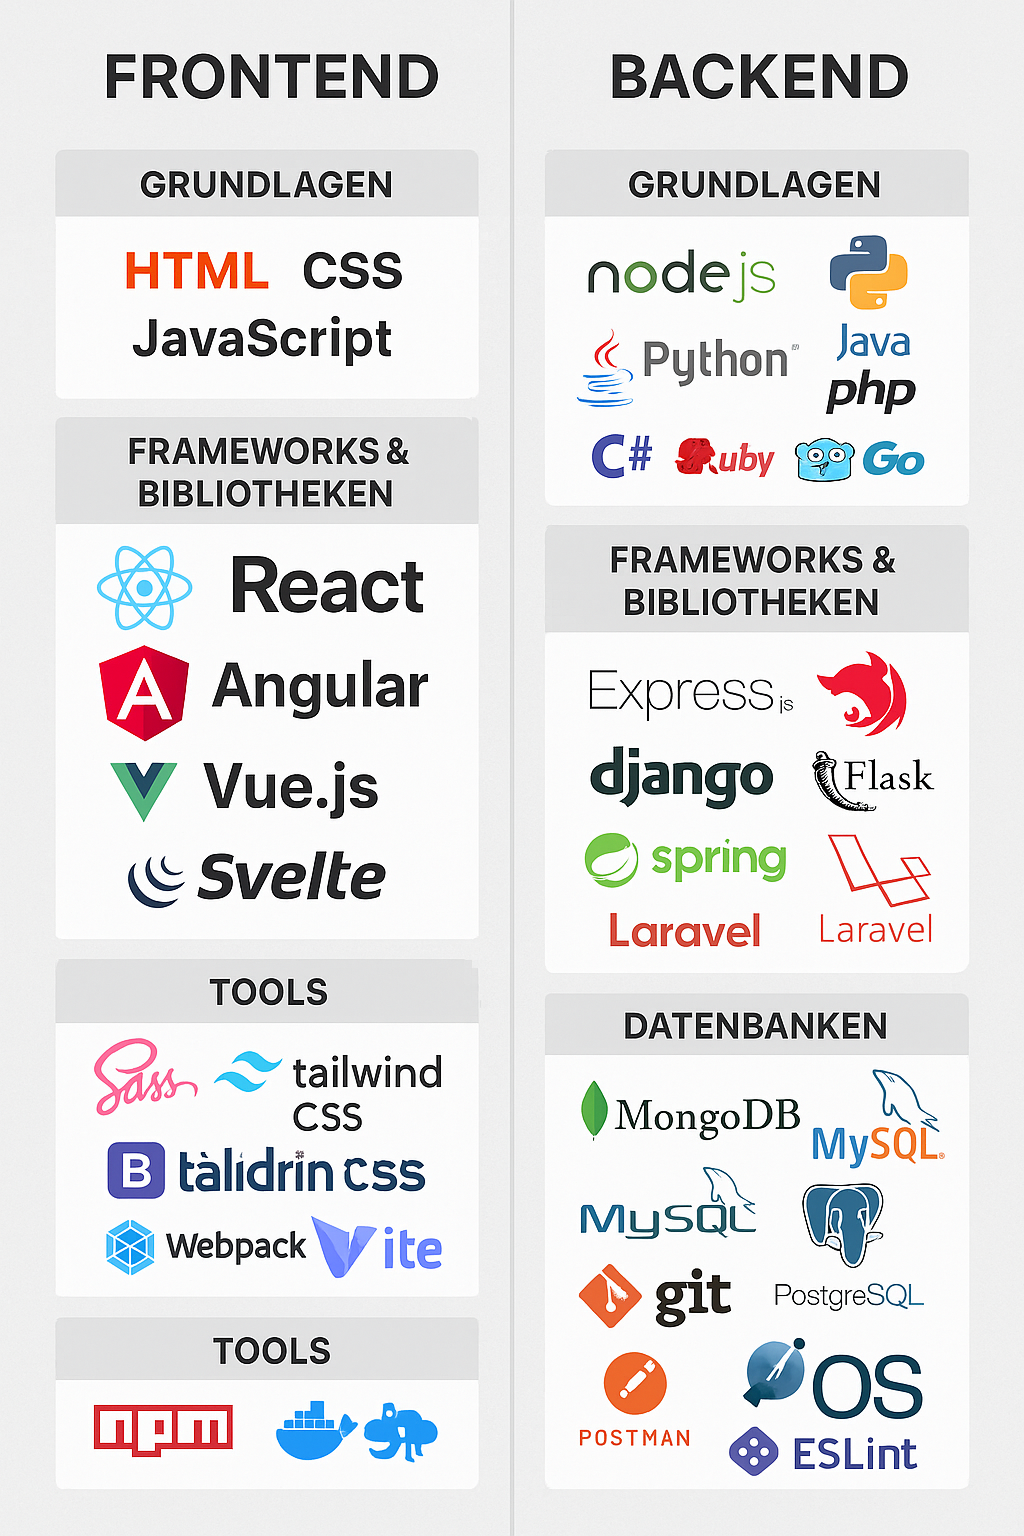 FRONTEND
GRUNDLAGEN
HTML CSS
JavaScript
FRAMEWORKS &
BIBLIOTHEKEN
React
Angular
Vue.js
Svelte
TOOLS
Sass
tailwind
CSS
B tàlidrin css
Webpack
Vite
TOOLS
npm
BACKEND
GRUNDLAGEN
nodejs
Python
Java
php
C# Ruby Go
FRAMEWORKS &
BIBLIOTHEKEN
Express js
django Flask
spring
Laravel Laravel
DATENBANKEN
MongoDB
MySQL®
MySQL
git PostgreSQL
OS
POSTMAN
ESLint